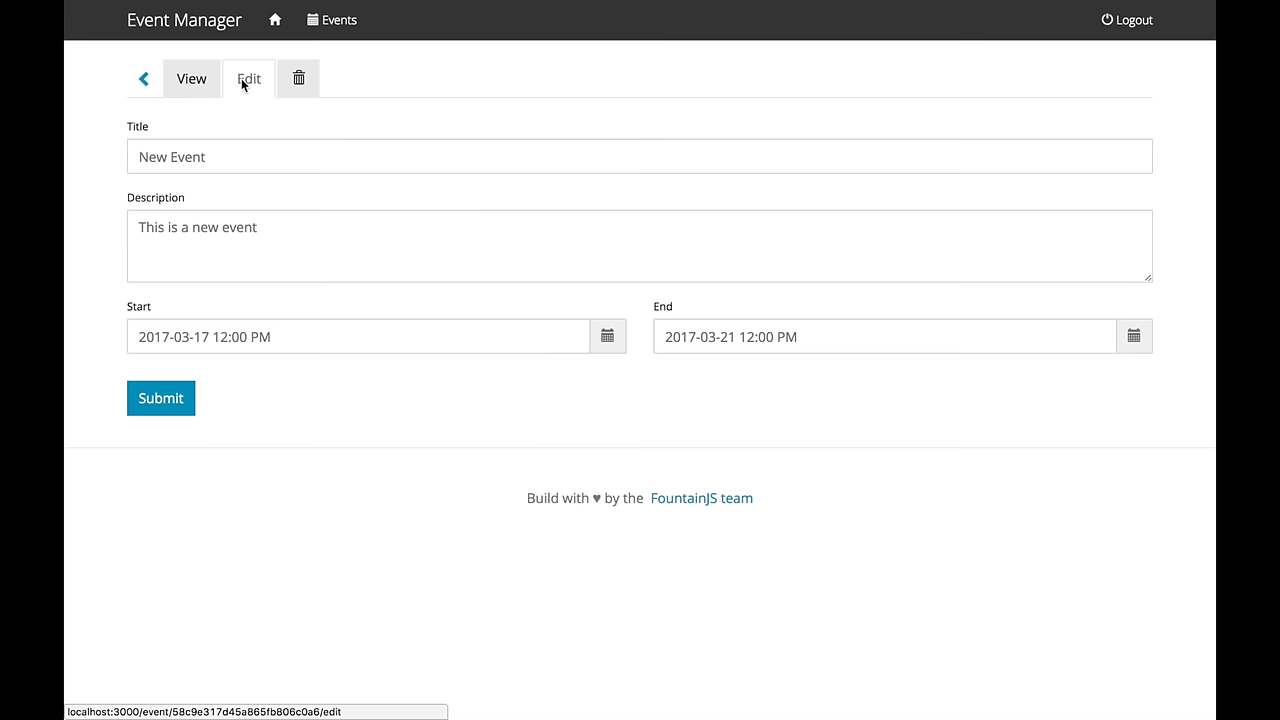 Event Manager Events Logout
View Edit
Title
New Event
Description
This is a new event
Start End
2017-03-17 12:00 PM 2017-03-21 12:00 PM
Submit
Build with ♥ by the FountainJS team
localhost:3000/event/58c9e317d45a865fb806c0a6/edit